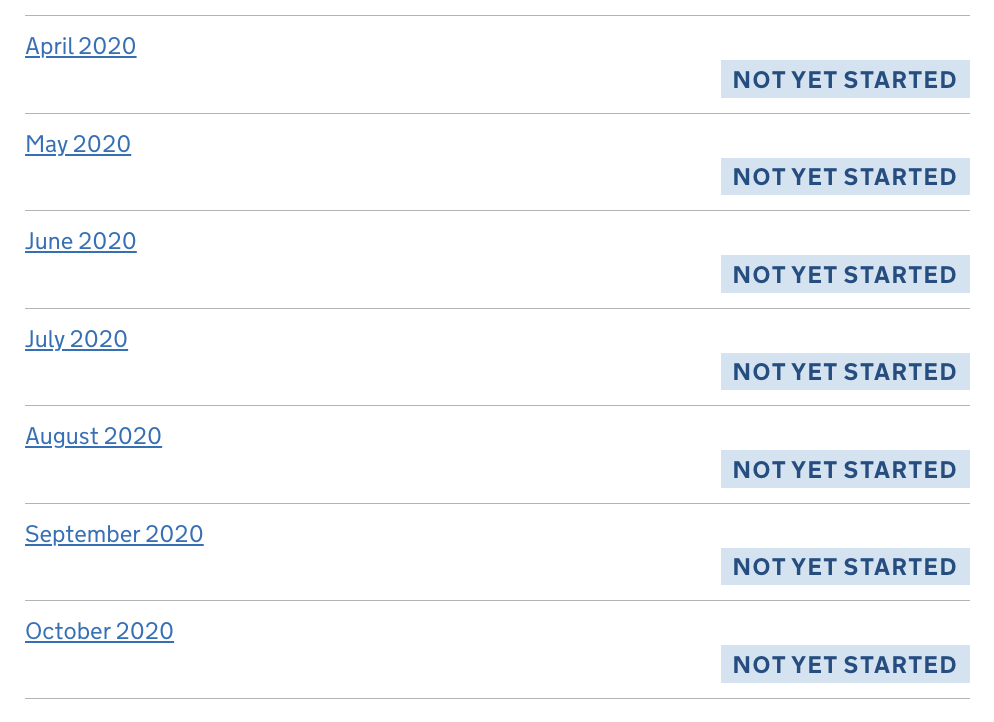 April 2020
NOT YET STARTED
May 2020
NOT YET STARTED
June 2020
NOT YET STARTED
July 2020
NOT YET STARTED
August 2020
NOT YET STARTED
September 2020
NOT YET STARTED
October 2020
NOT YET STARTED